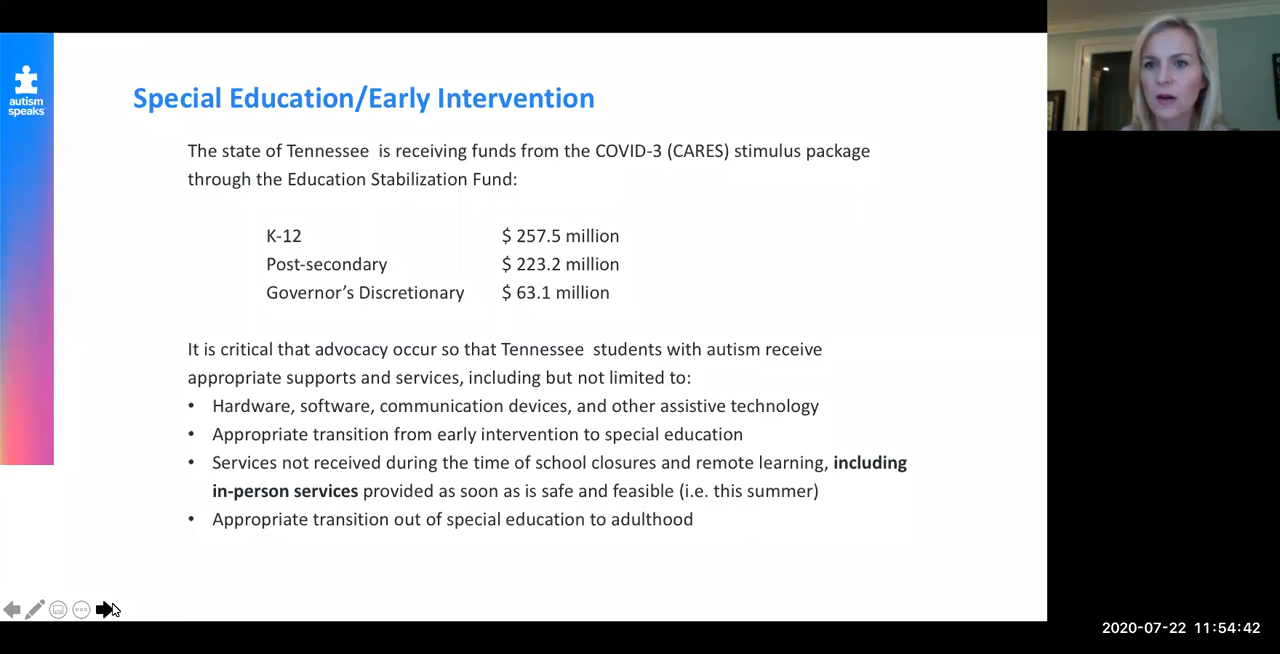 autism
speaks
Special Education/Early Intervention
The state of Tennessee  is receiving funds from the COVID-3 (CARES) stimulus package
through the Education Stabilization Fund:
K-12 $ 257.5 million
Post-secondary $ 223.2 million
Governor’s Discretionary $ 63.1 million
It is critical that advocacy occur so that Tennessee  students with autism receive
appropriate supports and services, including but not limited to:
• Hardware, software, communication devices, and other assistive technology
• Appropriate transition from early intervention to special education
• Services not received during the time of school closures and remote learning, including
in-person services provided as soon as is safe and feasible (i.e. this summer)
• Appropriate transition out of special education to adulthood
2020-07-22 11:54:42